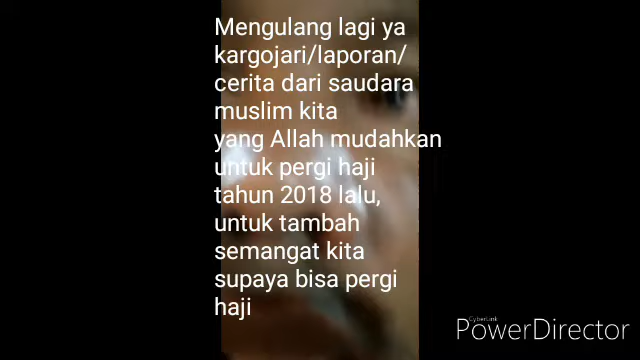 Mengulang lagi ya
kargojari/laporan/
cerita dari saudara
muslim kita
yang Allah mudahkan
untuk pergi haji
tahun 2018 lalu,
untuk tambah
semangat kita
supaya bisa pergi
haji
CyberLink
PowerDirector